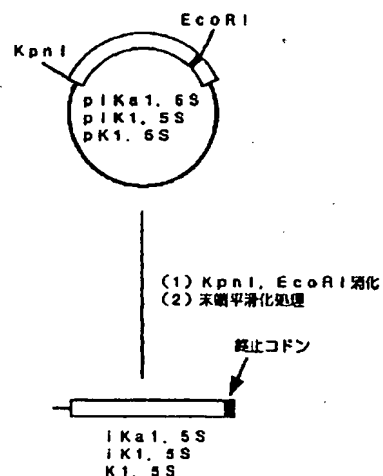 EcoRI
KpnI
pIKa1. 6S
pIK1. 5S
pK1. 6S
(1) KpnI, EcoRI消化
(2)末端平滑化処理
終止コドン
iKa1. 5S
iK1. 5S
K1. 5S